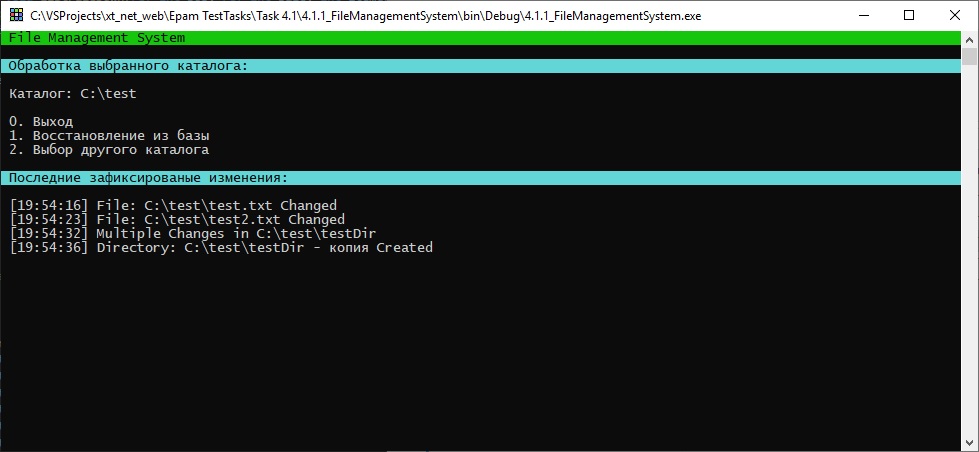 C:\VSProjects\xt_net_web\Epam TestTasks\Task 4.1\4.1.1_FileManagementSystem\bin\Debug\4.1.1_FileManagementSystem.exe
File Management System
Обработка выбранного каталога:
Каталог: C:\test
0. Выход
1. Восстановление из базы
2. Выбор другого каталога
Последние зафиксированые изменения:
[19:54:16] File: C:\test\test.txt Changed
[19:54:23] File: C:\test\test2.txt Changed
[19:54:32] Multiple Changes in C:\test\testDir
[19:54:36] Directory: C:\test\testDir - копия Created